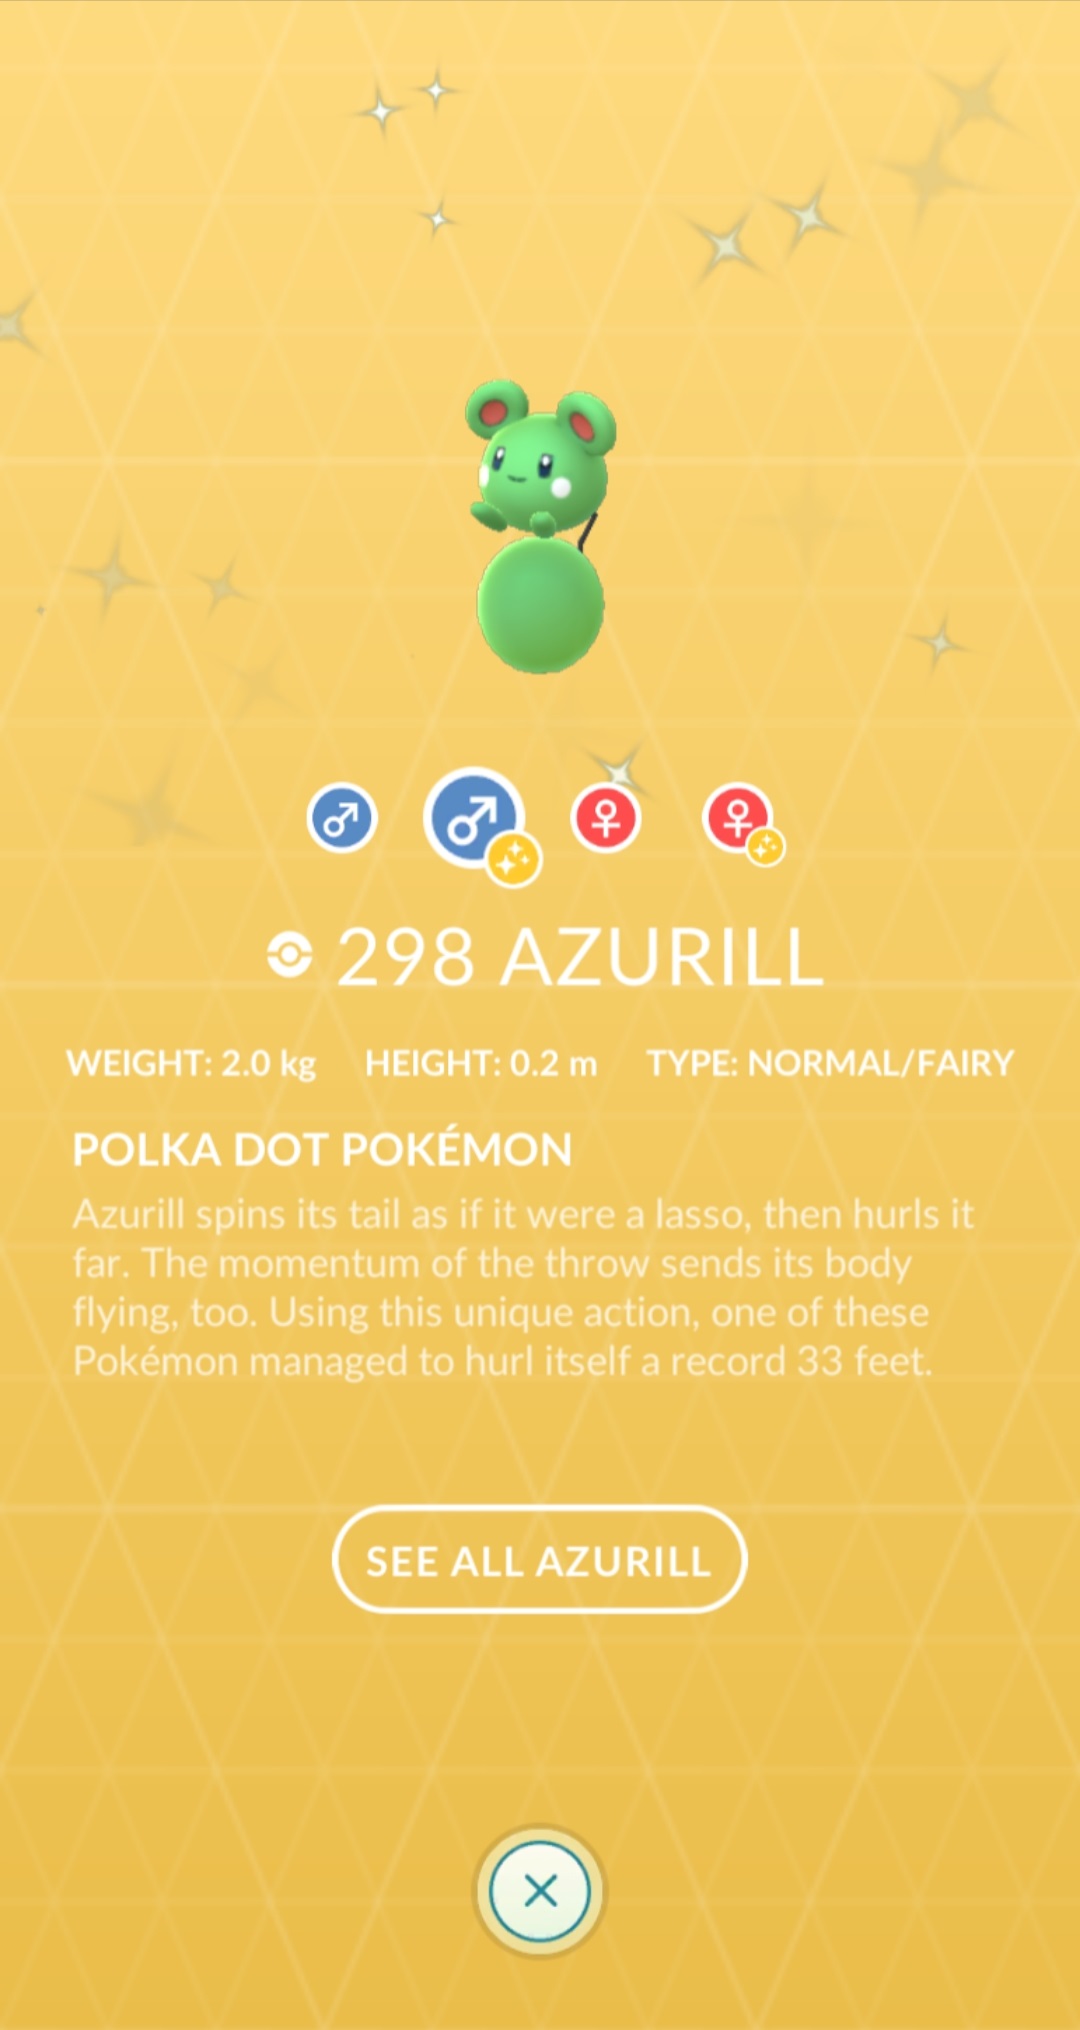 298 AZURILL
WEIGHT: 2.0 kg HEIGHT: 0.2 m TYPE: NORMAL/FAIRY
POLKA DOT POKÉMON
Azurill spins its tail as if it were a lasso, then hurls it
far. The momentum of the throw sends its body
flying, too. Using this unique action, one of these
Pokémon managed to hurl itself a record 33 feet.
SEE ALL AZURILL